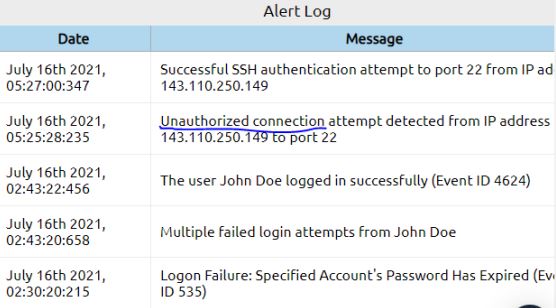 Alert Log
Date Message
July 16th 2021, Successful SSH authentication attempt to port 22 from IP ad
05:27:00:347 143.110.250.149
July 16th 2021, Unauthorized connection attempt detected from IP address
05:25:28:235 143.110.250.149 to port 22
July 16th 2021,
02:43:22:456 The user John Doe logged in successfully (Event ID 4624)
July 16th 2021,
02:43:20:658 Multiple failed login attempts from John Doe
July 16th 2021, Logon Failure: Specified Account's Password Has Expired (Ev
02:30:20:215 ID 535)